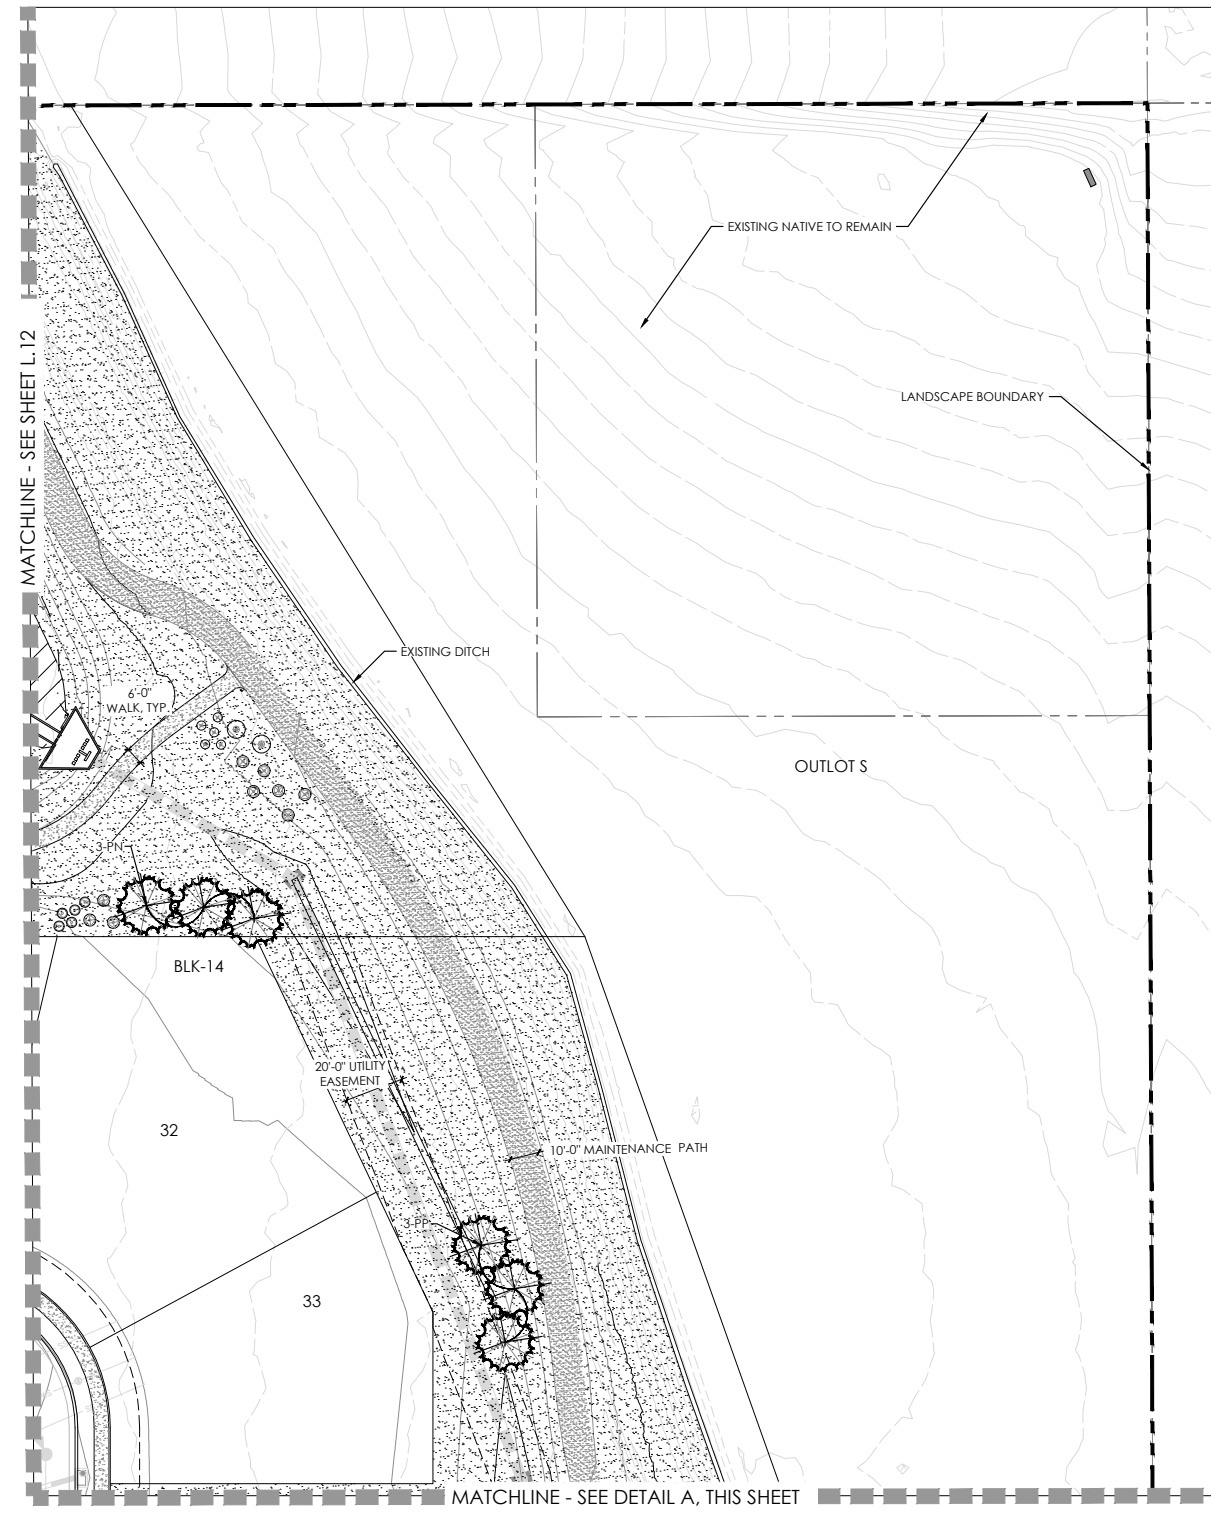 EXISTING NATIVE TO REMAIN
MATCHLINE - SEE SHEET L.12
LANDSCAPE BOUNDARY
EXISTING DITCH
6'-0"
WALK, TYP.
OUTLOT S
3-PN
BLK-14
20'-0" UTILITY
EASEMENT
32
10'-0" MAINTENANCE PATH
3-PP
33
MATCHLINE - SEE DETAIL A, THIS SHEET